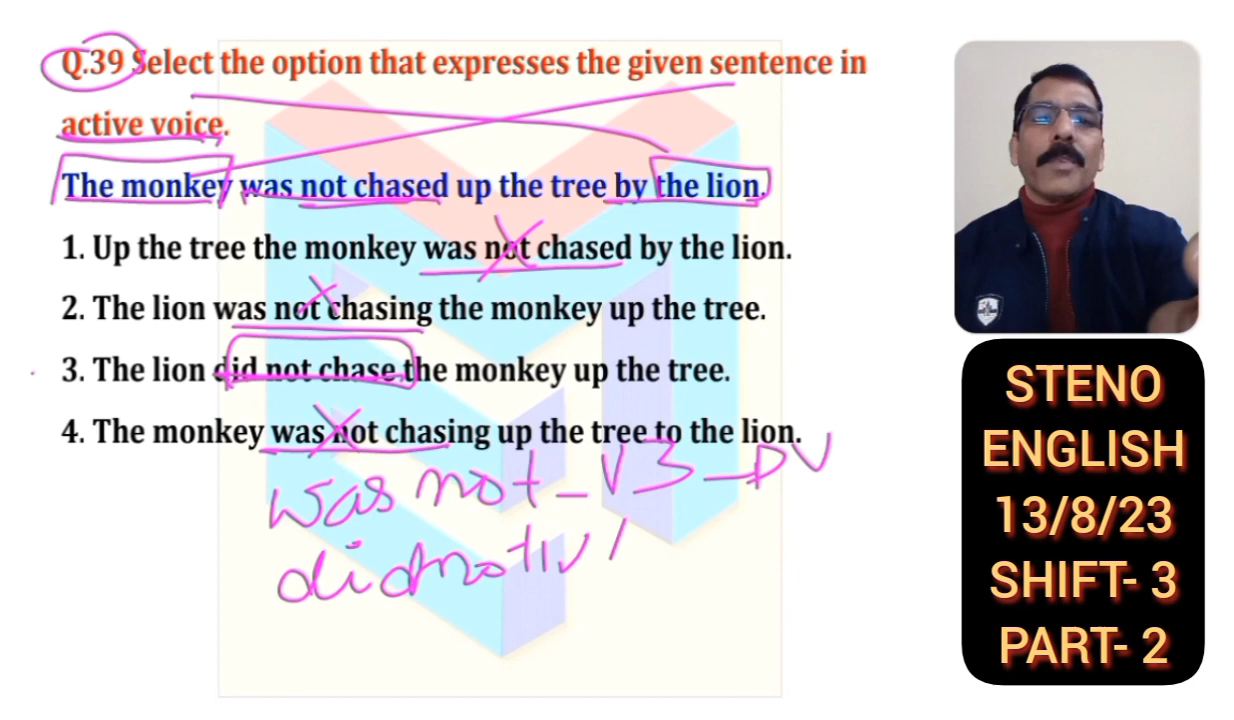 Q.39 Select the option that expresses the given sentence in
active voice.
The monkey was not chased up the tree by the lion.
1. Up the tree the monkey was not chased by the lion.
2. The lion was not chasing the monkey up the tree.
3. The lion did not chase the monkey up the tree.
4. The monkey was not chasing up the tree to the lion.
was not _ V3 _ PV
did not V1
STENO
ENGLISH
13/8/23
SHIFT- 3
PART- 2